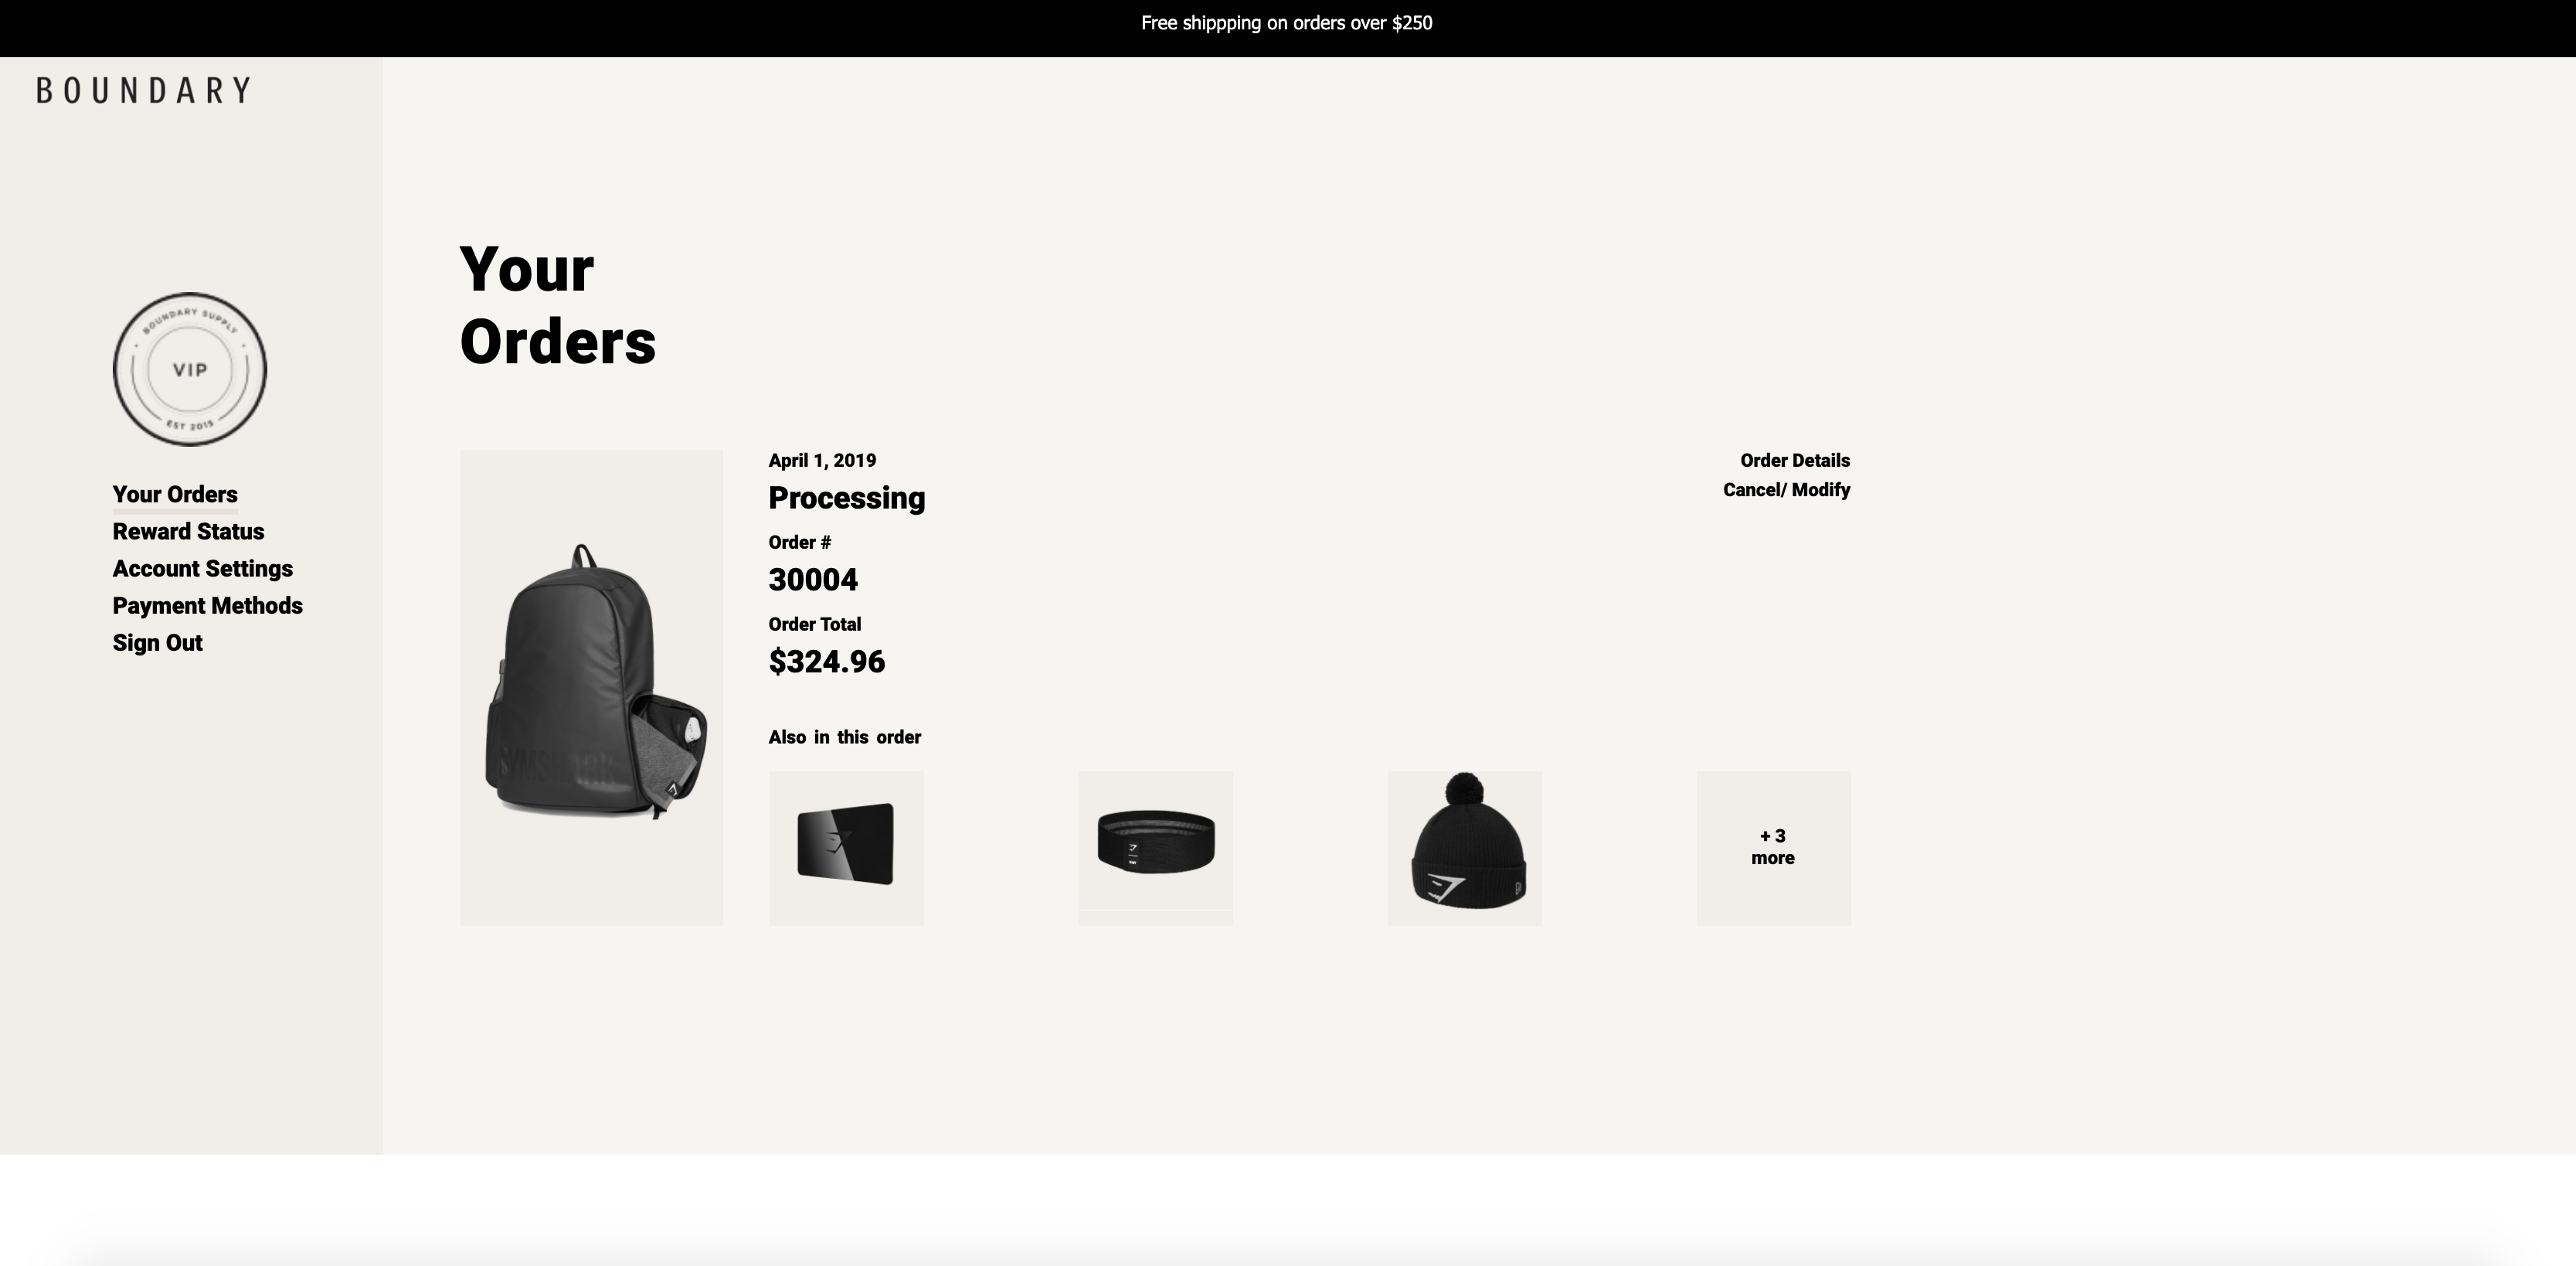 Free shippping on orders over $250
BOUNDARY
BOUNDARY SUPPLY
VIP
EST 2015
Your Orders
Reward Status
Account Settings
Payment Methods
Sign Out
Your
Orders
April 1, 2019
Processing
Order #
30004
Order Total
$324.96
Order Details
Cancel/ Modify
GYMSHARK
Also in this order
+ 3
more